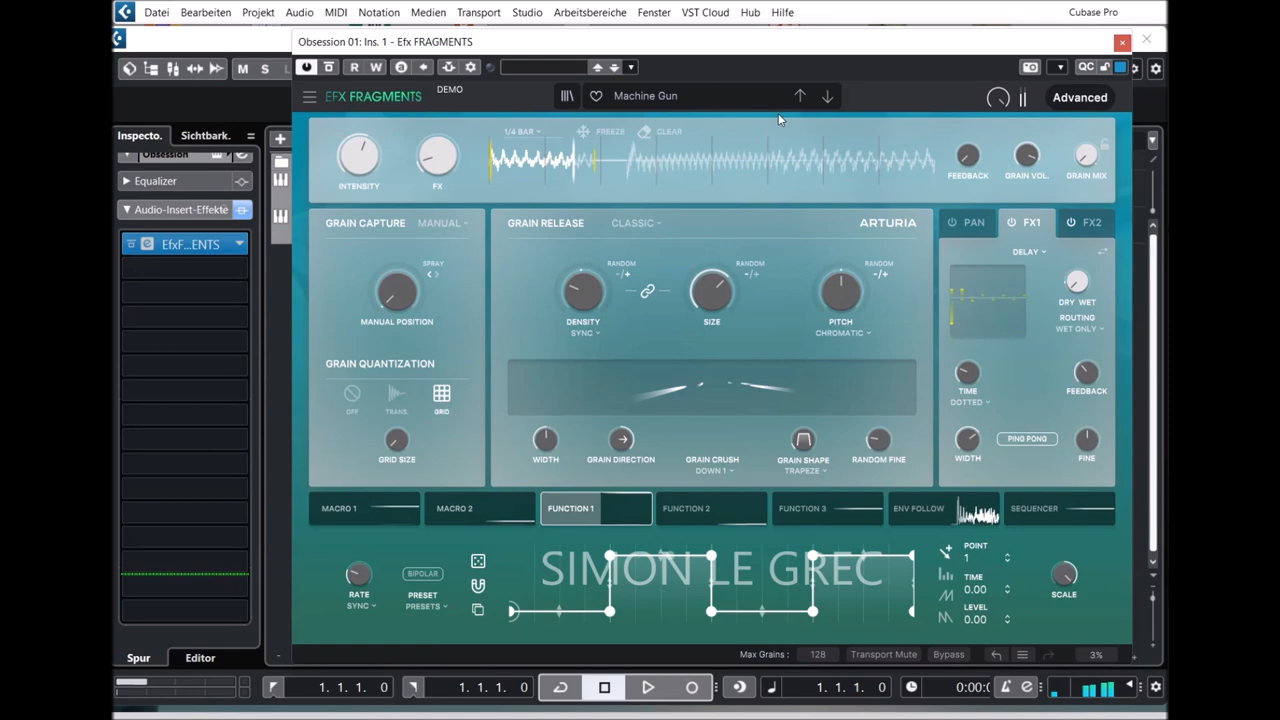 Datei Bearbeiten Projekt Audio MIDI Notation Medien Transport Studio Arbeitsbereiche Fenster VST Cloud Hub Hilfe Cubase Pro
Obsession 01: Ins. 1 - Efx FRAGMENTS
M S R W QC
EFX FRAGMENTS DEMO Machine Gun Advanced
Inspecto. Sichtbark.
Obsession
Equalizer
Audio-Insert-Effekte
EfxF...ENTS
1/4 BAR FREEZE CLEAR
INTENSITY FX FEEDBACK GRAIN VOL. GRAIN MIX
GRAIN CAPTURE MANUAL GRAIN RELEASE CLASSIC ARTURIA PAN FX1 FX2
DELAY
SPRAY RANDOM RANDOM RANDOM
-/+ -/+ -/+
MANUAL POSITION DENSITY SIZE PITCH
SYNC CHROMATIC
DRY WET
ROUTING
WET ONLY
GRAIN QUANTIZATION
OFF TRANS. GRID
TIME FEEDBACK
DOTTED
PING PONG
GRID SIZE WIDTH GRAIN DIRECTION GRAIN CRUSH GRAIN SHAPE RANDOM FINE WIDTH FINE
DOWN 1 TRAPEZE
MACRO 1 MACRO 2 FUNCTION 1 FUNCTION 2 FUNCTION 3 ENV FOLLOW SEQUENCER
SIMON LE GREC
RATE
SYNC
BIPOLAR
PRESET
PRESETS
POINT
1
TIME
0.00
LEVEL
0.00
SCALE
Max Grains : 128 Transport Mute Bypass 3%
Spur Editor
1. 1. 1. 0 1. 1. 1. 0 1. 1. 1. 0 0:00:0